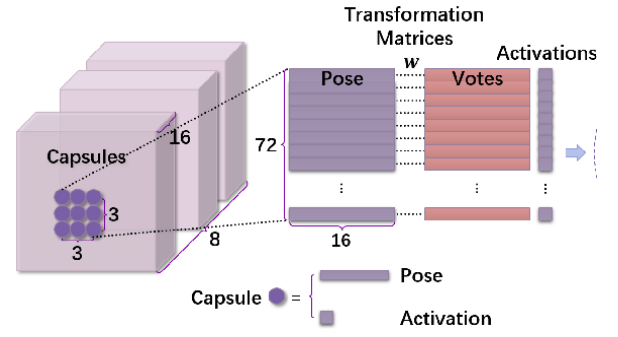 Transformation
Matrices
w
Activations
Pose
Votes
16
Capsules
72
3
3
8
⋮
⋮
⋮
16
Capsule = Pose
Activation